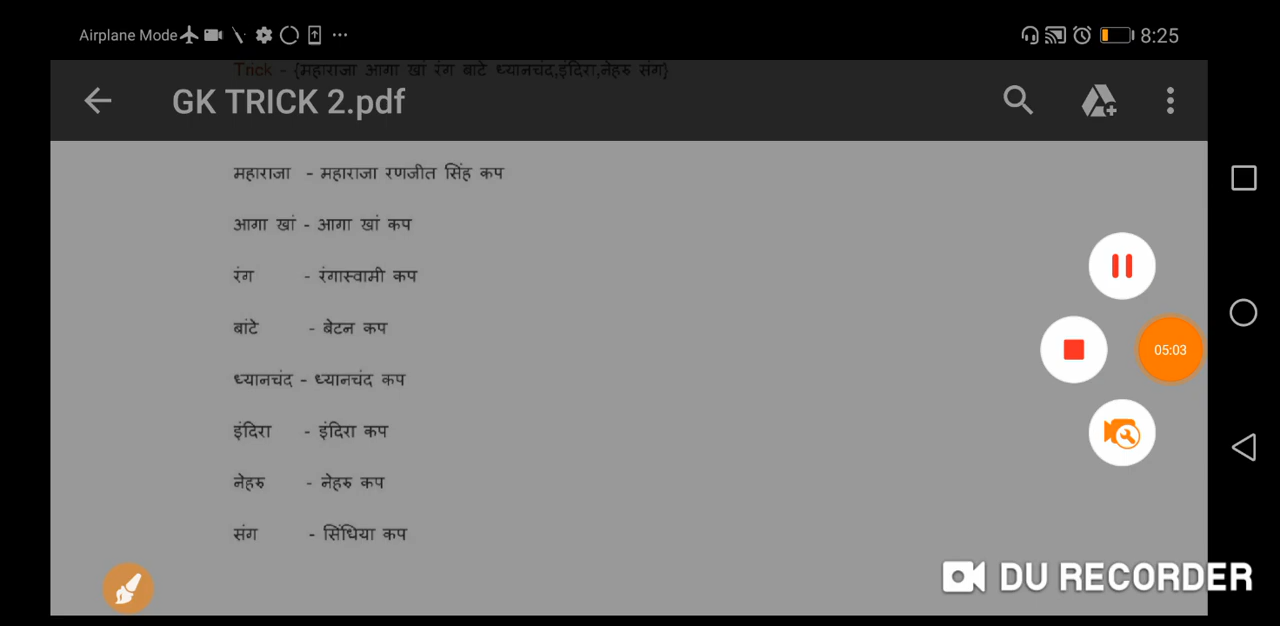 Airplane Mode ... 8:25
Trick - {महाराजा आगा खां रंग बाटे ध्यानचंद,इंदिरा,नेहरु संग}
GK TRICK 2.pdf
महाराजा - महाराजा रणजीत सिंह कप
आगा खां - आगा खां कप
रंग - रंगास्वामी कप
बांटे - बेटन कप
ध्यानचंद - ध्यानचंद कप
इंदिरा - इंदिरा कप
नेहरु - नेहरु कप
संग - सिंधिया कप
05:03
DU RECORDER